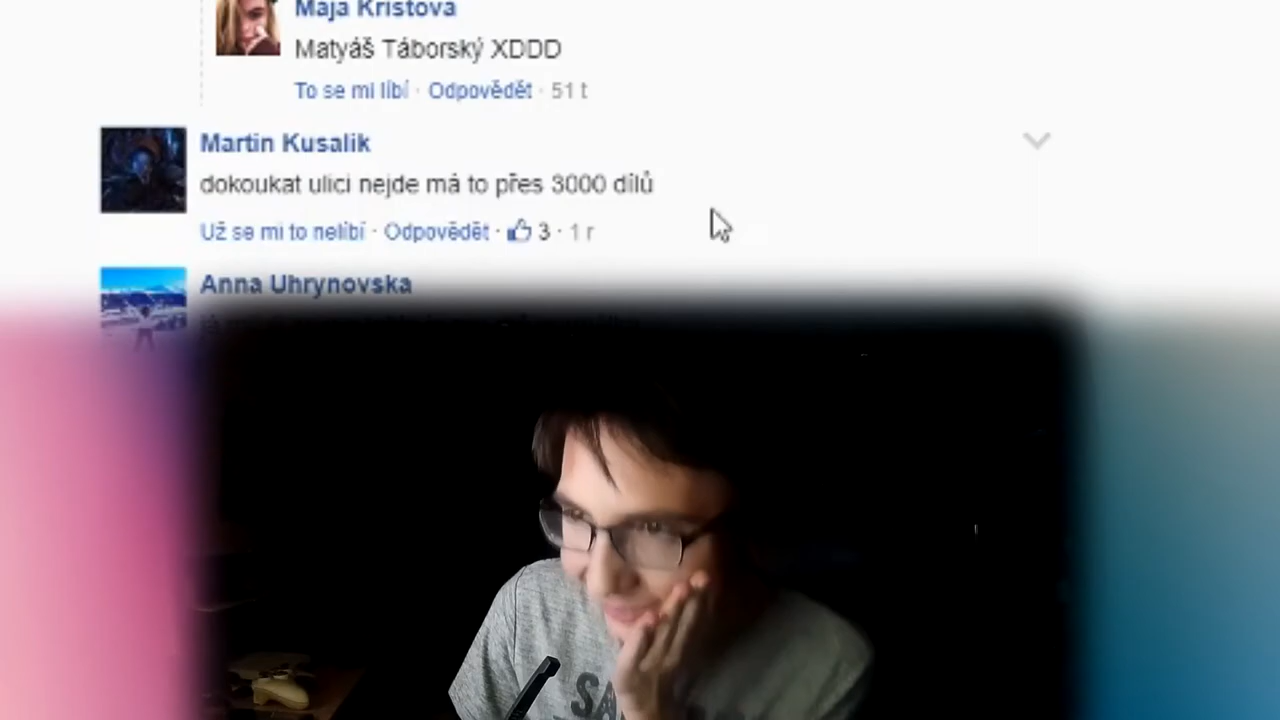 Maja Kristova
Matyáš Táborský XDDD
To se mi líbí · Odpovědět · 51 t
Martin Kusalik
dokoukat ulici nejde má to přes 3000 dílů
Už se mi to nelíbí · Odpovědět · 3 · 1 r
Anna Uhrynovska
SA